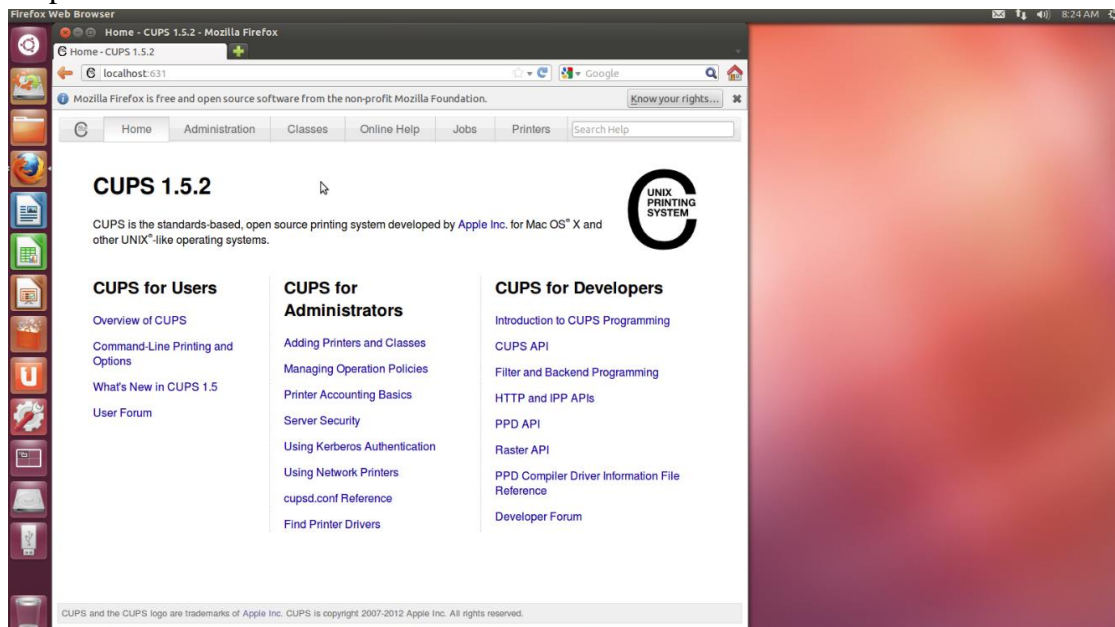 Firefox Web Browser
8:24 AM
Home - CUPS 1.5.2 - Mozilla Firefox
Home - CUPS 1.5.2
localhost:631
Google
Mozilla Firefox is free and open source software from the non-profit Mozilla Foundation.
Know your rights...
Home Administration Classes Online Help Jobs Printers Search Help
CUPS 1.5.2
CUPS is the standards-based, open source printing system developed by Apple Inc. for Mac OS® X and
other UNIX®-like operating systems.
UNIX
PRINTING
SYSTEM
CUPS for Users
Overview of CUPS
Command-Line Printing and
Options
What's New in CUPS 1.5
User Forum
CUPS for
Administrators
Adding Printers and Classes
Managing Operation Policies
Printer Accounting Basics
Server Security
Using Kerberos Authentication
Using Network Printers
cupsd.conf Reference
Find Printer Drivers
CUPS for Developers
Introduction to CUPS Programming
CUPS API
Filter and Backend Programming
HTTP and IPP APIs
PPD API
Raster API
PPD Compiler Driver Information File
Reference
Developer Forum
CUPS and the CUPS logo are trademarks of Apple Inc. CUPS is copyright 2007-2012 Apple Inc. All rights reserved.